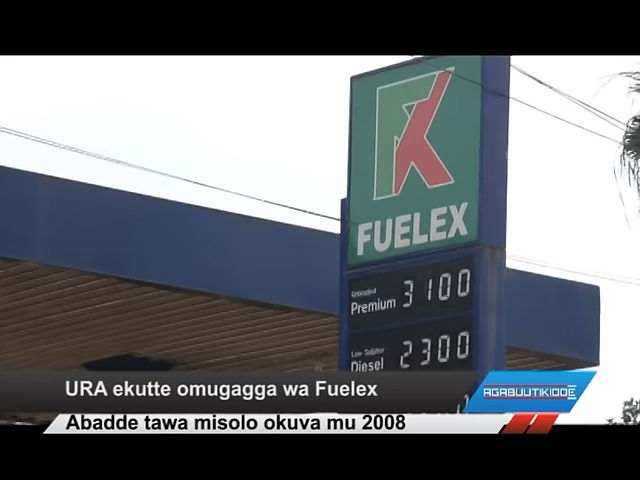 FUELEX
Unleaded
Premium 3100
Low Sulphur
Diesel 2300
URA ekutte omugagga wa Fuelex
AGABUUTIKIDDE
Abadde tawa misolo okuva mu 2008